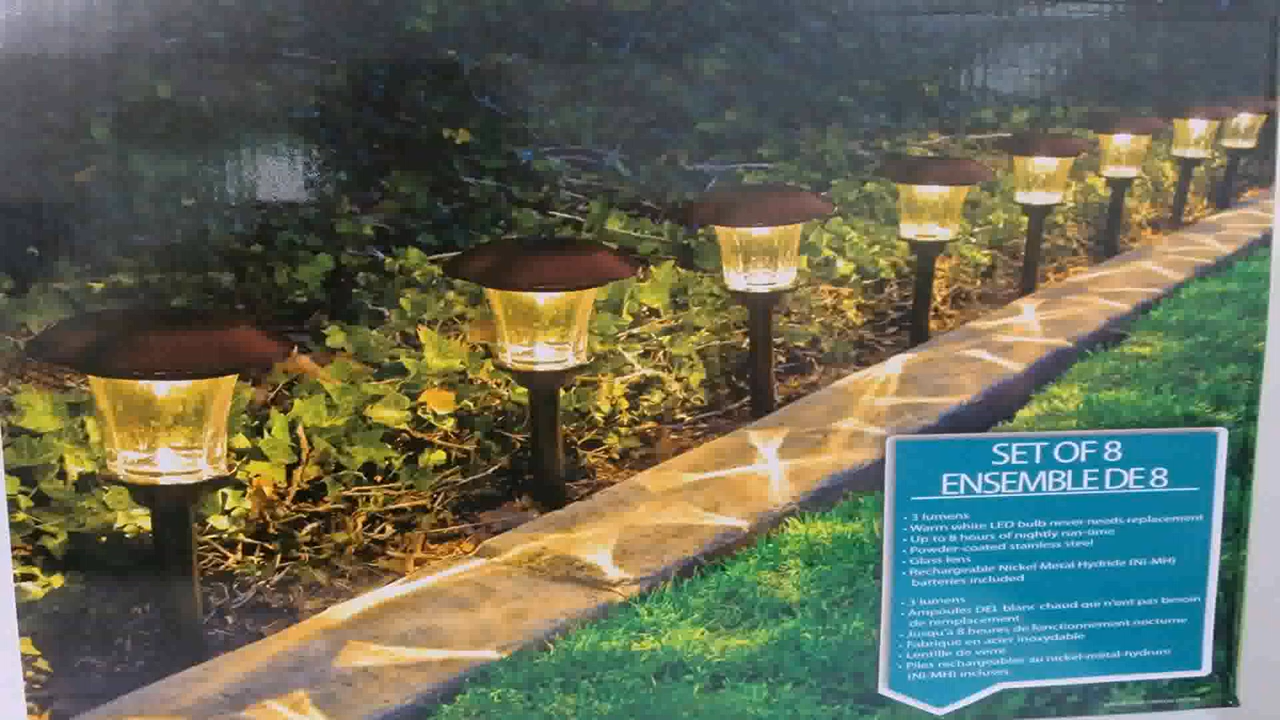 SET OF 8
ENSEMBLE DE 8
• 3 lumens
• Warm white LED bulb never needs replacement
• Up to 8 hours of nightly run-time
• Powder-coated stainless steel
• Glass lens
• Rechargeable Nickel Metal Hydride (NI-MH)
batteries included
• 3 lumens
• Ampoules DEL blanc chaud qui n'ont pas besoin
de remplacement
• Jusqu'à 8 heures de fonctionnement nocturne
• Fabrique en acier inoxydable
• Lentille de verre
• Piles rechargeables au nickel-métal-hydrure
(NI-MH) incluses